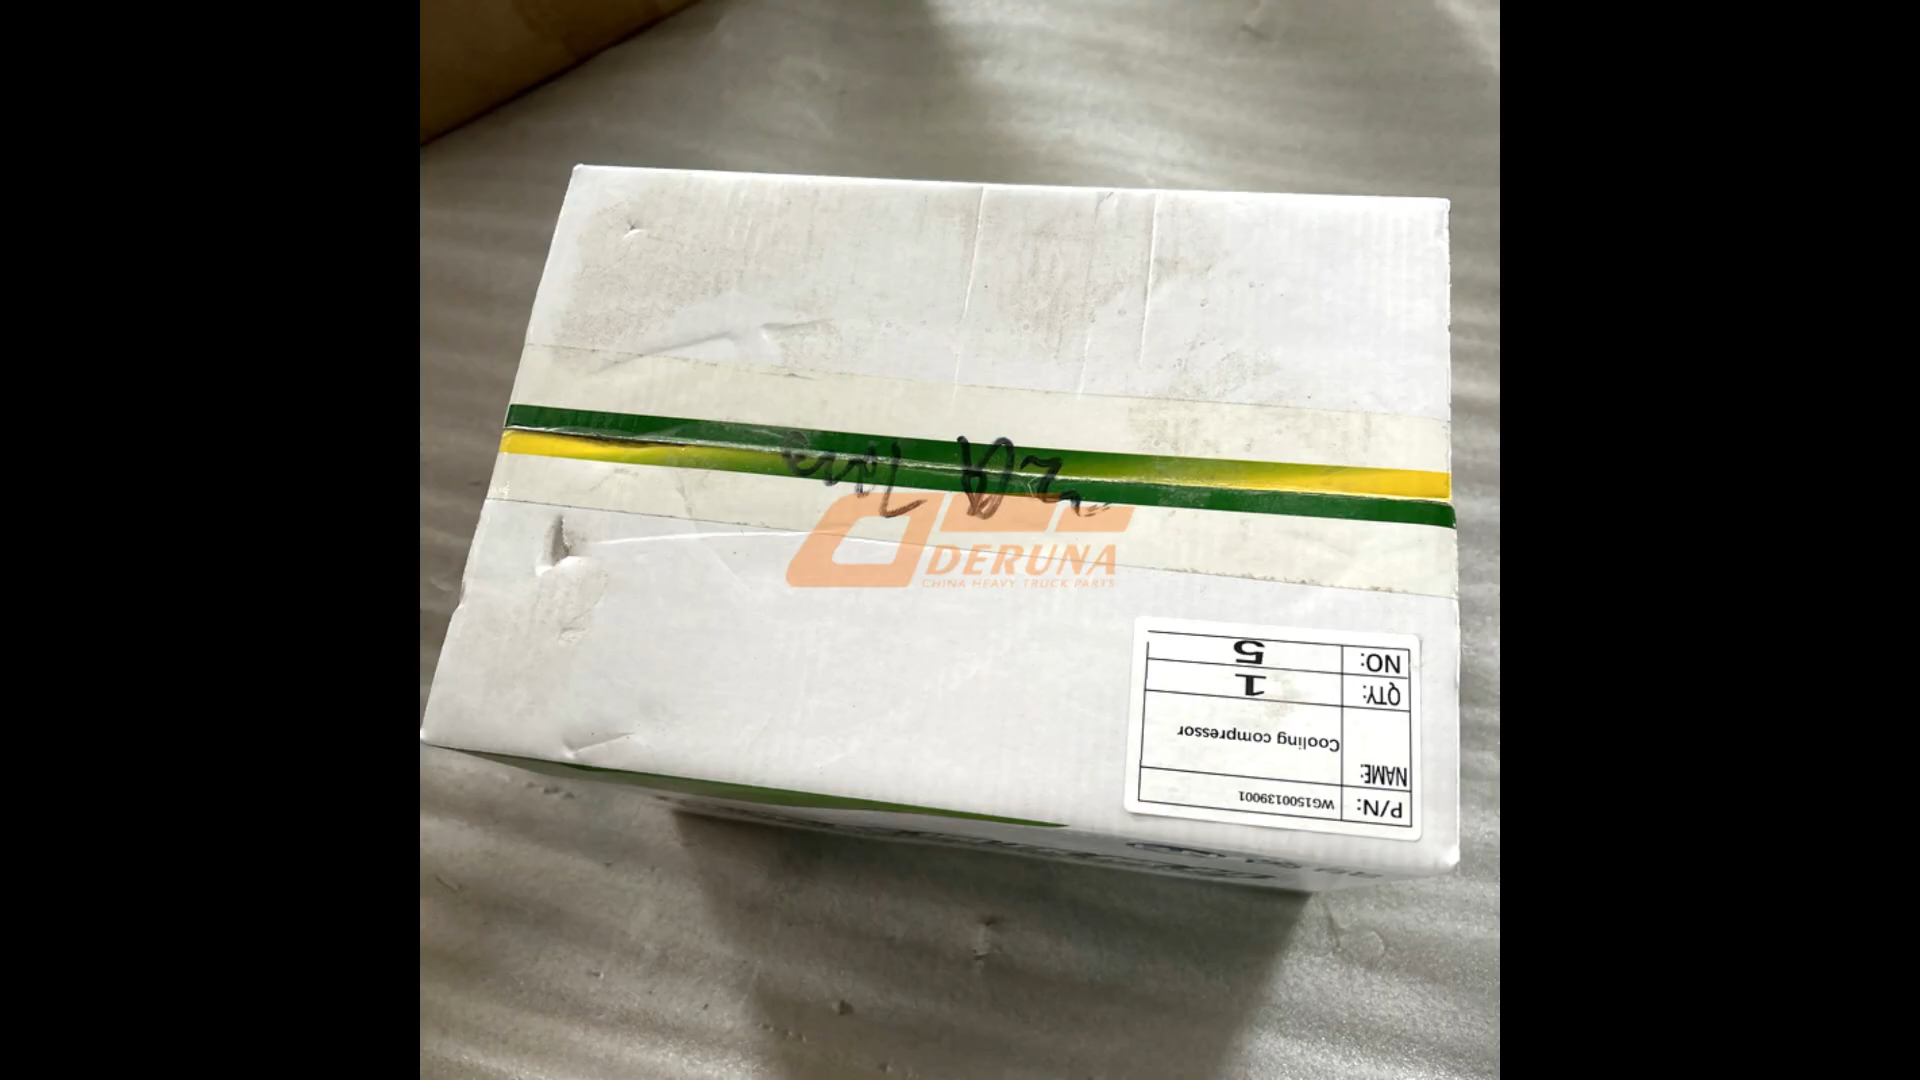 DERUNA
CHINA HEAVY TRUCK PARTS
P/N: WG1500139001
NAME: Cooling compressor
QTY: 1
NO: 5